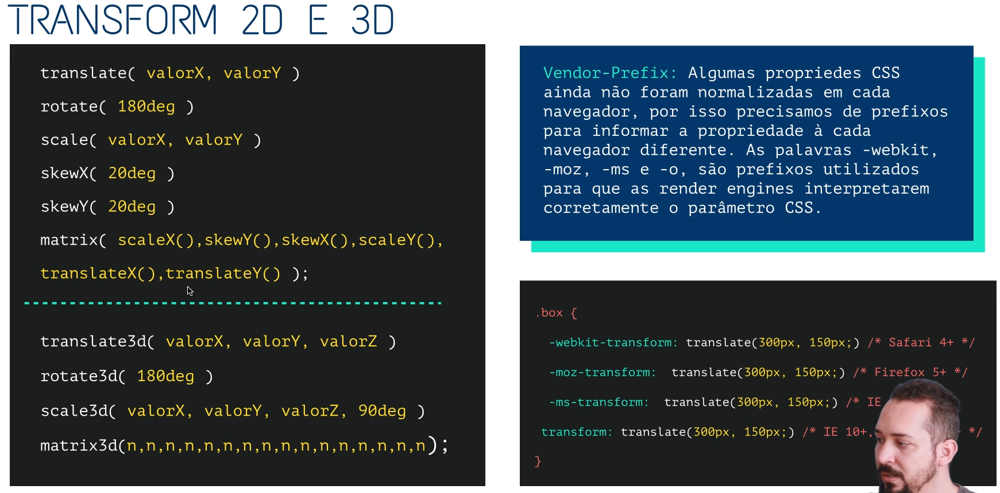 TRANSFORM 2D E 3D
translate( valorX, valorY )
rotate( 180deg )
scale( valorX, valorY )
skewX( 20deg )
skewY( 20deg )
matrix( scaleX(),skewY(),skewX(),scaleY(),
translateX(),translateY() );
translate3d( valorX, valorY, valorZ )
rotate3d( 180deg )
scale3d( valorX, valorY, valorZ, 90deg )
matrix3d(n,n,n,n,n,n,n,n,n,n,n,n,n,n,n,n);
Vendor-Prefix: Algumas propriedes CSS
ainda não foram normalizadas em cada
navegador, por isso precisamos de prefixos
para informar a propriedade à cada
navegador diferente. As palavras -webkit,
-moz, -ms e -o, são prefixos utilizados
para que as render engines interpretarem
corretamente o parâmetro CSS.
.box {
-webkit-transform: translate(300px, 150px;) /* Safari 4+ */
-moz-transform: translate(300px, 150px;) /* Firefox 5+ */
-ms-transform: translate(300px, 150px;) /* IE
transform: translate(300px, 150px;) /* IE 10+, */
}